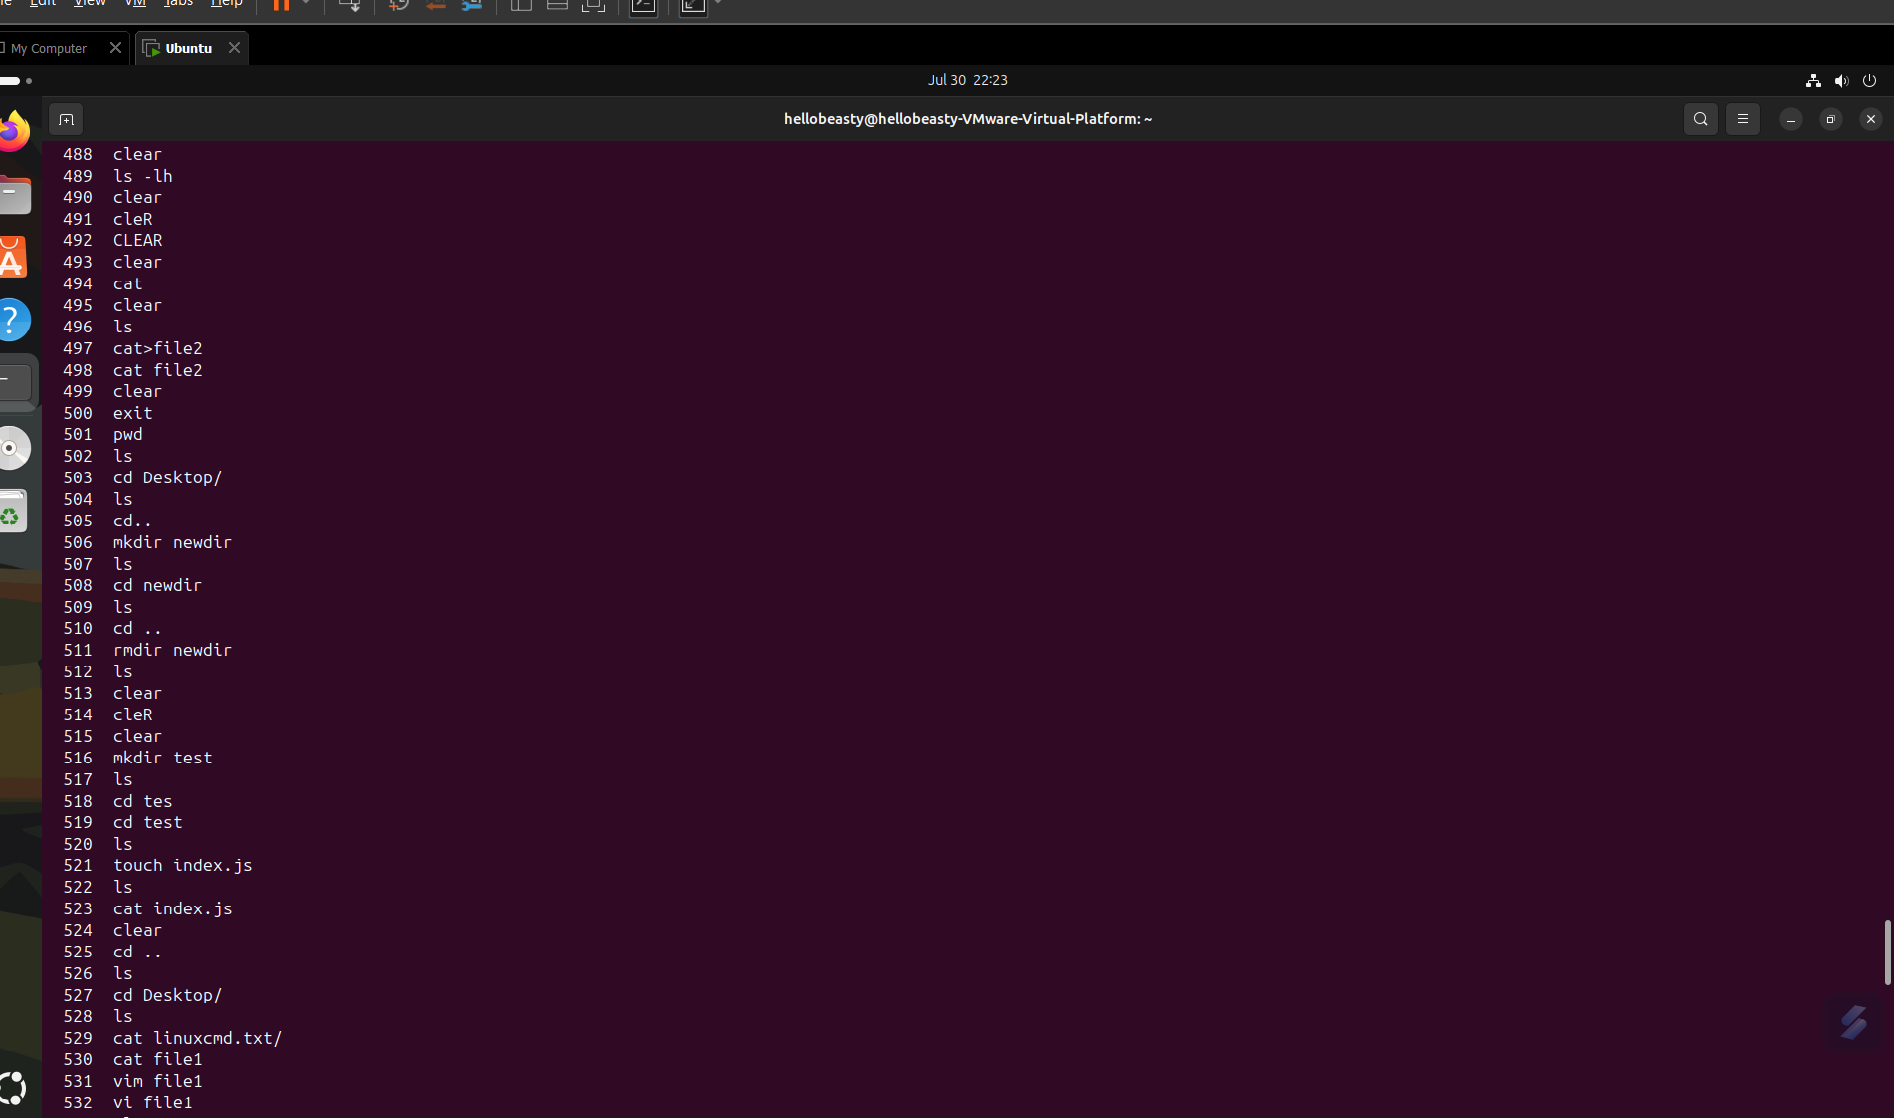 Edit View VM Tabs Help
My Computer
Ubuntu
Jul 30 22:23
hellobeasty@hellobeasty-VMware-Virtual-Platform: ~
488 clear
489 ls -lh
490 clear
491 cleR
492 CLEAR
493 clear
494 cat
495 clear
496 ls
497 cat>file2
498 cat file2
499 clear
500 exit
501 pwd
502 ls
503 cd Desktop/
504 ls
505 cd..
506 mkdir newdir
507 ls
508 cd newdir
509 ls
510 cd ..
511 rmdir newdir
512 ls
513 clear
514 cleR
515 clear
516 mkdir test
517 ls
518 cd tes
519 cd test
520 ls
521 touch index.js
522 ls
523 cat index.js
524 clear
525 cd ..
526 ls
527 cd Desktop/
528 ls
529 cat linuxcmd.txt/
530 cat file1
531 vim file1
532 vi file1